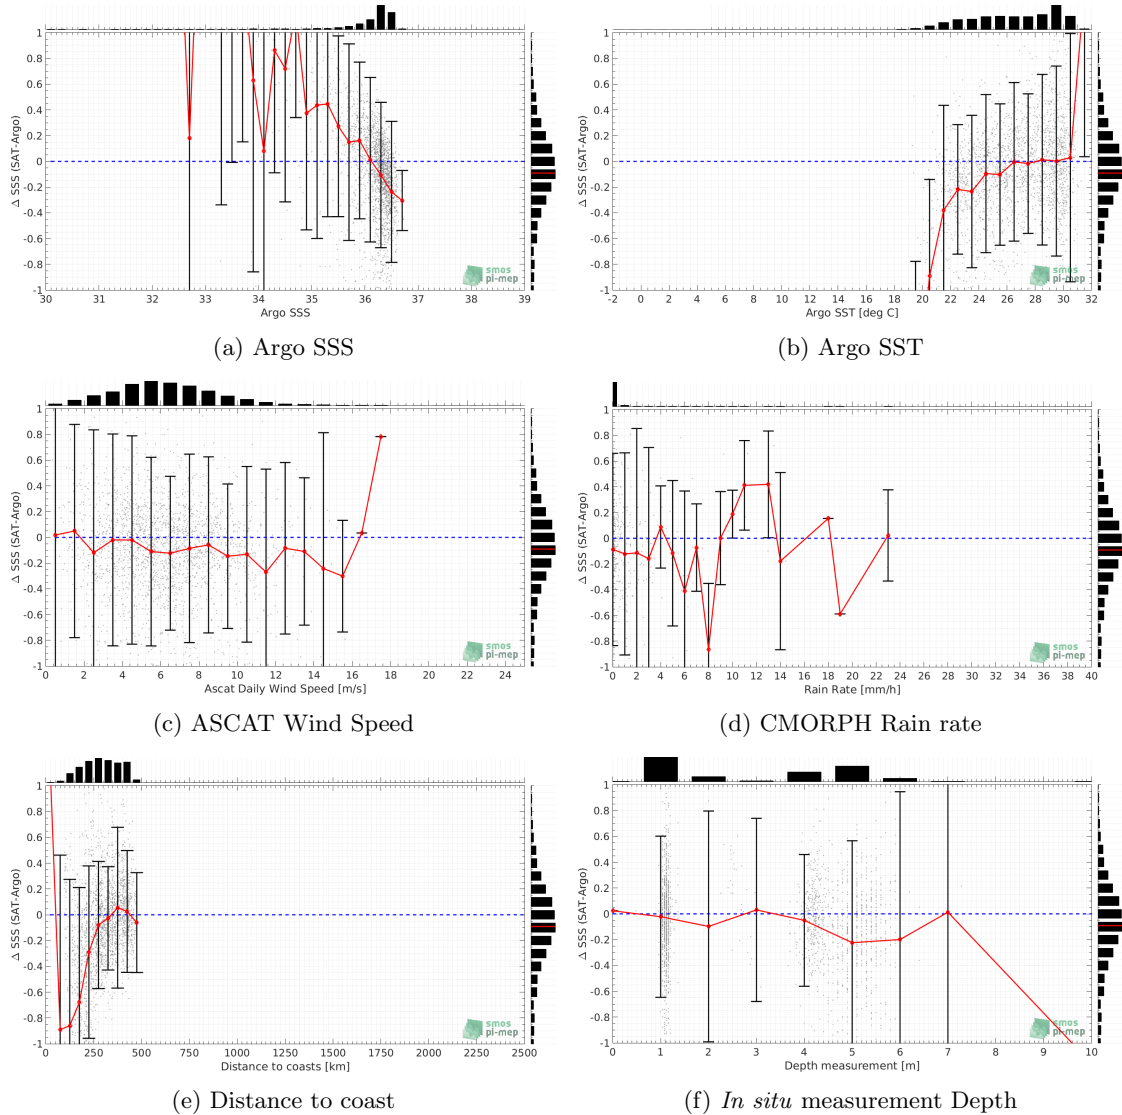 1
0.8
0.6
0.4
0.2
0
-0.2
-0.4
-0.6
-0.8
-1
Δ SSS (SAT-Argo)
30 31 32 33 34 35 36 37 38 39
Argo SSS
smos
pi-mep
(a) Argo SSS
1
0.8
0.6
0.4
0.2
0
-0.2
-0.4
-0.6
-0.8
-1
Δ SSS (SAT-Argo)
-2 0 2 4 6 8 10 12 14 16 18 20 22 24 26 28 30 32
Argo SST [deg C]
smos
pi-mep
(b) Argo SST
1
0.8
0.6
0.4
0.2
0
-0.2
-0.4
-0.6
-0.8
-1
Δ SSS (SAT-Argo)
0 2 4 6 8 10 12 14 16 18 20 22 24
Ascat Daily Wind Speed [m/s]
smos
pi-mep
(c) ASCAT Wind Speed
1
0.8
0.6
0.4
0.2
0
-0.2
-0.4
-0.6
-0.8
-1
Δ SSS (SAT-Argo)
0 2 4 6 8 10 12 14 16 18 20 22 24 26 28 30 32 34 36 38 40
Rain Rate [mm/h]
smos
pi-mep
(d) CMORPH Rain rate
1
0.8
0.6
0.4
0.2
0
-0.2
-0.4
-0.6
-0.8
-1
Δ SSS (SAT-Argo)
0 250 500 750 1000 1250 1500 1750 2000 2250 2500
Distance to coasts [km]
smos
pi-mep
(e) Distance to coast
1
0.8
0.6
0.4
0.2
0
-0.2
-0.4
-0.6
-0.8
-1
Δ SSS (SAT-Argo)
0 1 2 3 4 5 6 7 8 9 10
Depth measurement [m]
smos
pi-mep
(f) In situ measurement Depth